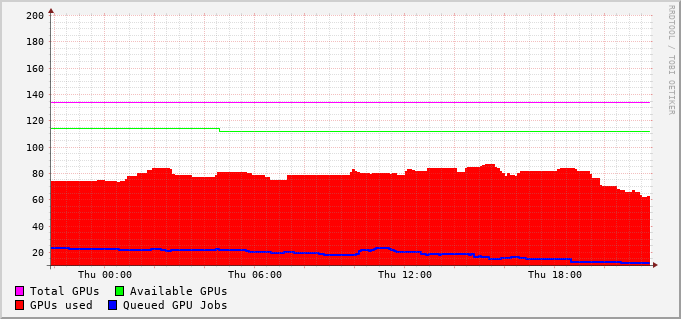 200
180
160
140
120
100
80
60
40
20
Thu 00:00 Thu 06:00 Thu 12:00 Thu 18:00
Total GPUs Available GPUs
GPUs used Queued GPU Jobs
RRDTOOL / TOBI OETIKER